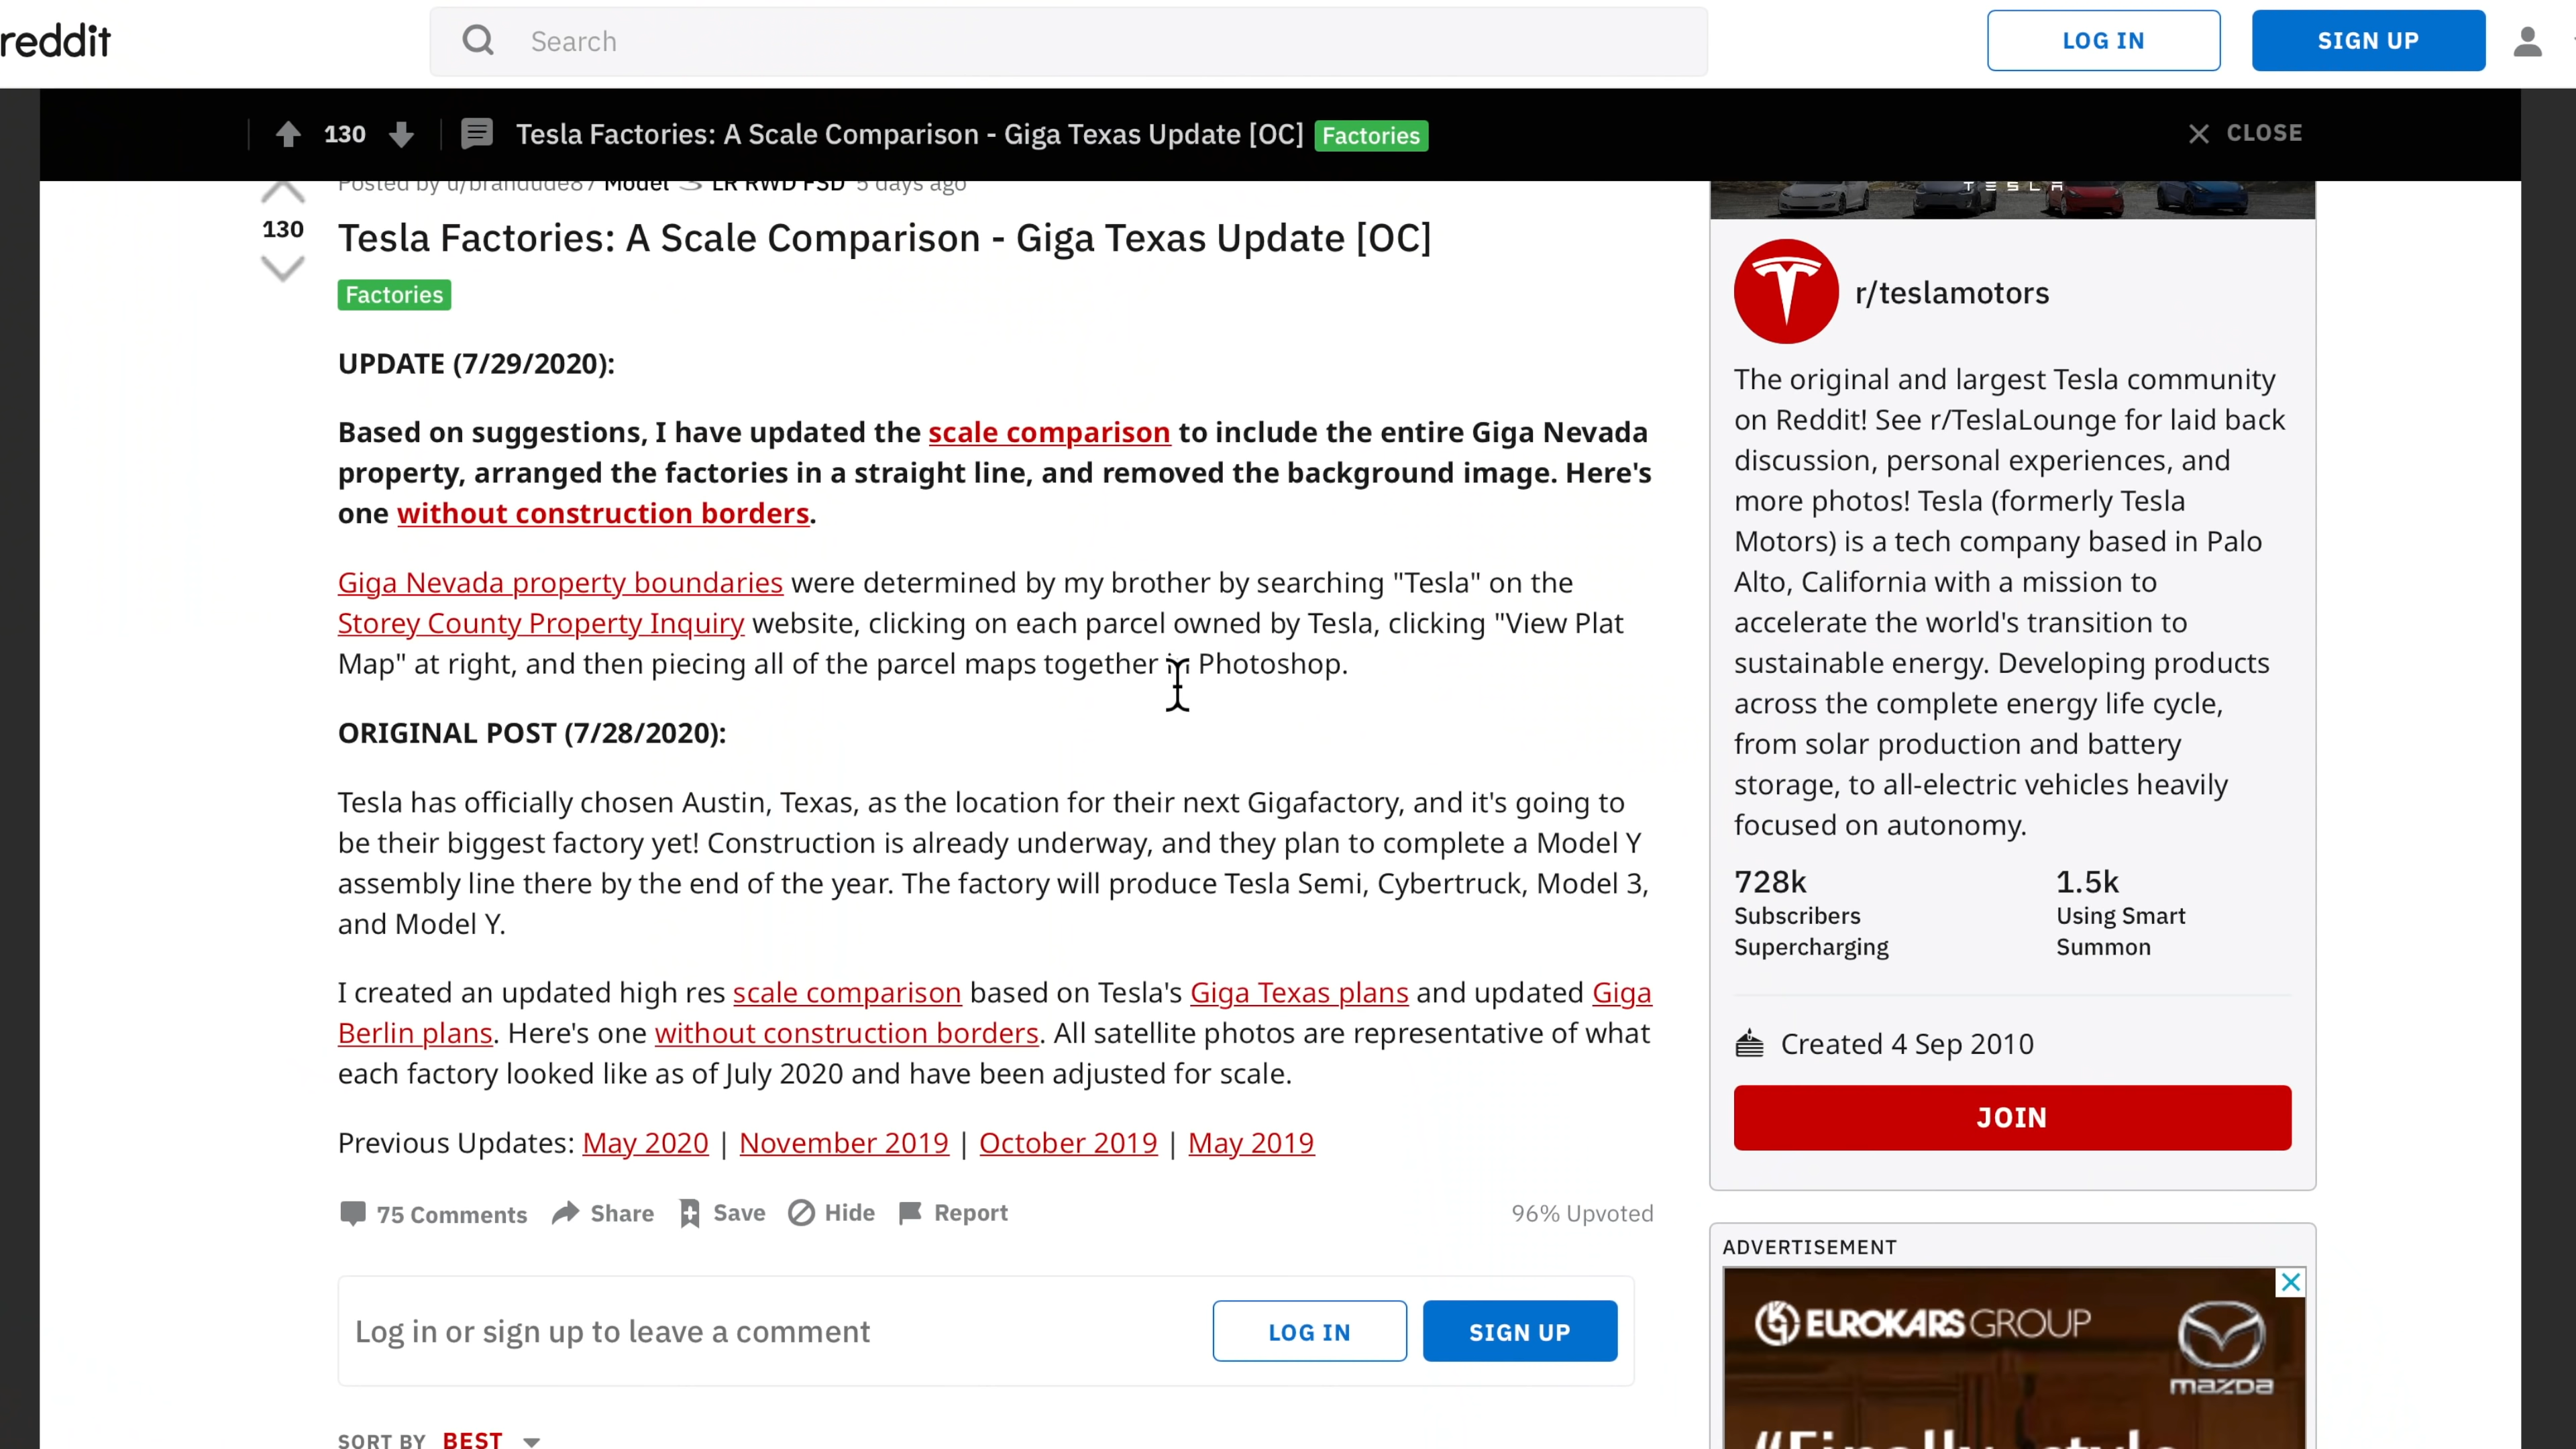 reddit
Search
LOG IN
SIGN UP
130
Tesla Factories: A Scale Comparison - Giga Texas Update [OC] Factories
CLOSE
Posted by u/brandude87 Model S LR RWD FSD 5 days ago
130
Tesla Factories: A Scale Comparison - Giga Texas Update [OC]
Factories
UPDATE (7/29/2020):
Based on suggestions, I have updated the scale comparison to include the entire Giga Nevada
property, arranged the factories in a straight line, and removed the background image. Here's
one without construction borders.
Giga Nevada property boundaries were determined by my brother by searching "Tesla" on the
Storey County Property Inquiry website, clicking on each parcel owned by Tesla, clicking "View Plat
Map" at right, and then piecing all of the parcel maps together in Photoshop.
ORIGINAL POST (7/28/2020):
Tesla has officially chosen Austin, Texas, as the location for their next Gigafactory, and it's going to
be their biggest factory yet! Construction is already underway, and they plan to complete a Model Y
assembly line there by the end of the year. The factory will produce Tesla Semi, Cybertruck, Model 3,
and Model Y.
I created an updated high res scale comparison based on Tesla's Giga Texas plans and updated Giga
Berlin plans. Here's one without construction borders. All satellite photos are representative of what
each factory looked like as of July 2020 and have been adjusted for scale.
Previous Updates: May 2020 | November 2019 | October 2019 | May 2019
75 Comments Share Save Hide Report
96% Upvoted
Log in or sign up to leave a comment
LOG IN
SIGN UP
SORT BY BEST
TESLA
r/teslamotors
The original and largest Tesla community
on Reddit! See r/TeslaLounge for laid back
discussion, personal experiences, and
more photos! Tesla (formerly Tesla
Motors) is a tech company based in Palo
Alto, California with a mission to
accelerate the world's transition to
sustainable energy. Developing products
across the complete energy life cycle,
from solar production and battery
storage, to all-electric vehicles heavily
focused on autonomy.
728k
Subscribers
Supercharging
1.5k
Using Smart
Summon
Created 4 Sep 2010
JOIN
ADVERTISEMENT
EUROKARS GROUP
mazda
"Finally, style